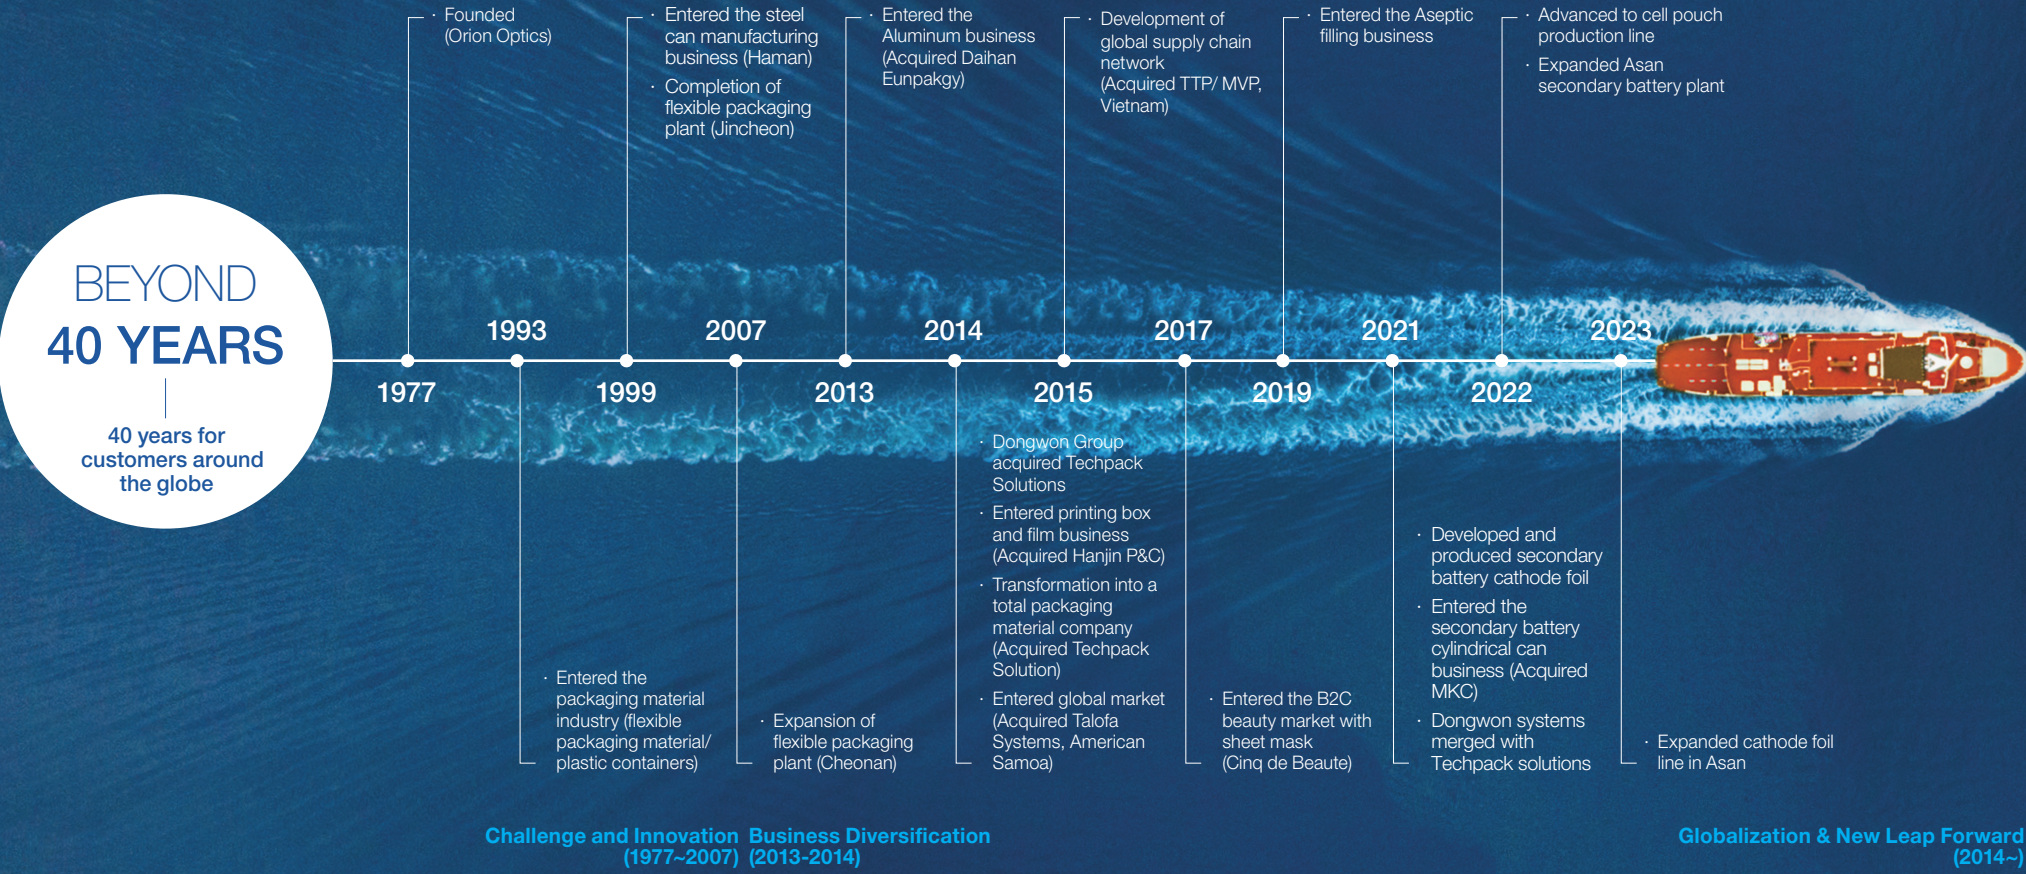 BEYOND
40 YEARS
40 years for
customers around
the globe
· Founded
(Orion Optics)
1977
1993
· Entered the
packaging material
industry (flexible
packaging material/
plastic containers)
· Entered the steel
can manufacturing
business (Haman)
· Completion of
flexible packaging
plant (Jincheon)
1999
2007
· Expansion of
flexible packaging
plant (Cheonan)
· Entered the
Aluminum business
(Acquired Daihan
Eunpakgy)
2013
2014
· Dongwon Group
acquired Techpack
Solutions
· Entered printing box
and film business
(Acquired Hanjin P&C)
· Transformation into a
total packaging
material company
(Acquired Techpack
Solution)
· Entered global market
(Acquired Talofa
Systems, American
Samoa)
· Development of
global supply chain
network
(Acquired TTP/ MVP,
Vietnam)
2015
2017
· Entered the B2C
beauty market with
sheet mask
(Cinq de Beaute)
· Entered the Aseptic
filling business
2019
2021
· Developed and
produced secondary
battery cathode foil
· Entered the
secondary battery
cylindrical can
business (Acquired
MKC)
· Dongwon systems
merged with
Techpack solutions
· Advanced to cell pouch
production line
· Expanded Asan
secondary battery plant
2022
2023
· Expanded cathode foil
line in Asan
Challenge and Innovation
(1977~2007)
Business Diversification
(2013-2014)
Globalization & New Leap Forward
(2014~)